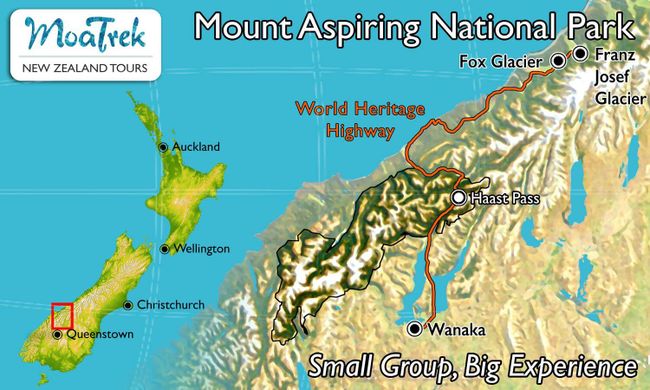 MoaTrek
NEW ZEALAND TOURS
Mount Aspiring National Park
Fox Glacier
Franz
Josef
Glacier
World Heritage
Highway
Auckland
Haast Pass
Wellington
Christchurch
Queenstown
Wanaka
Small Group, Big Experience